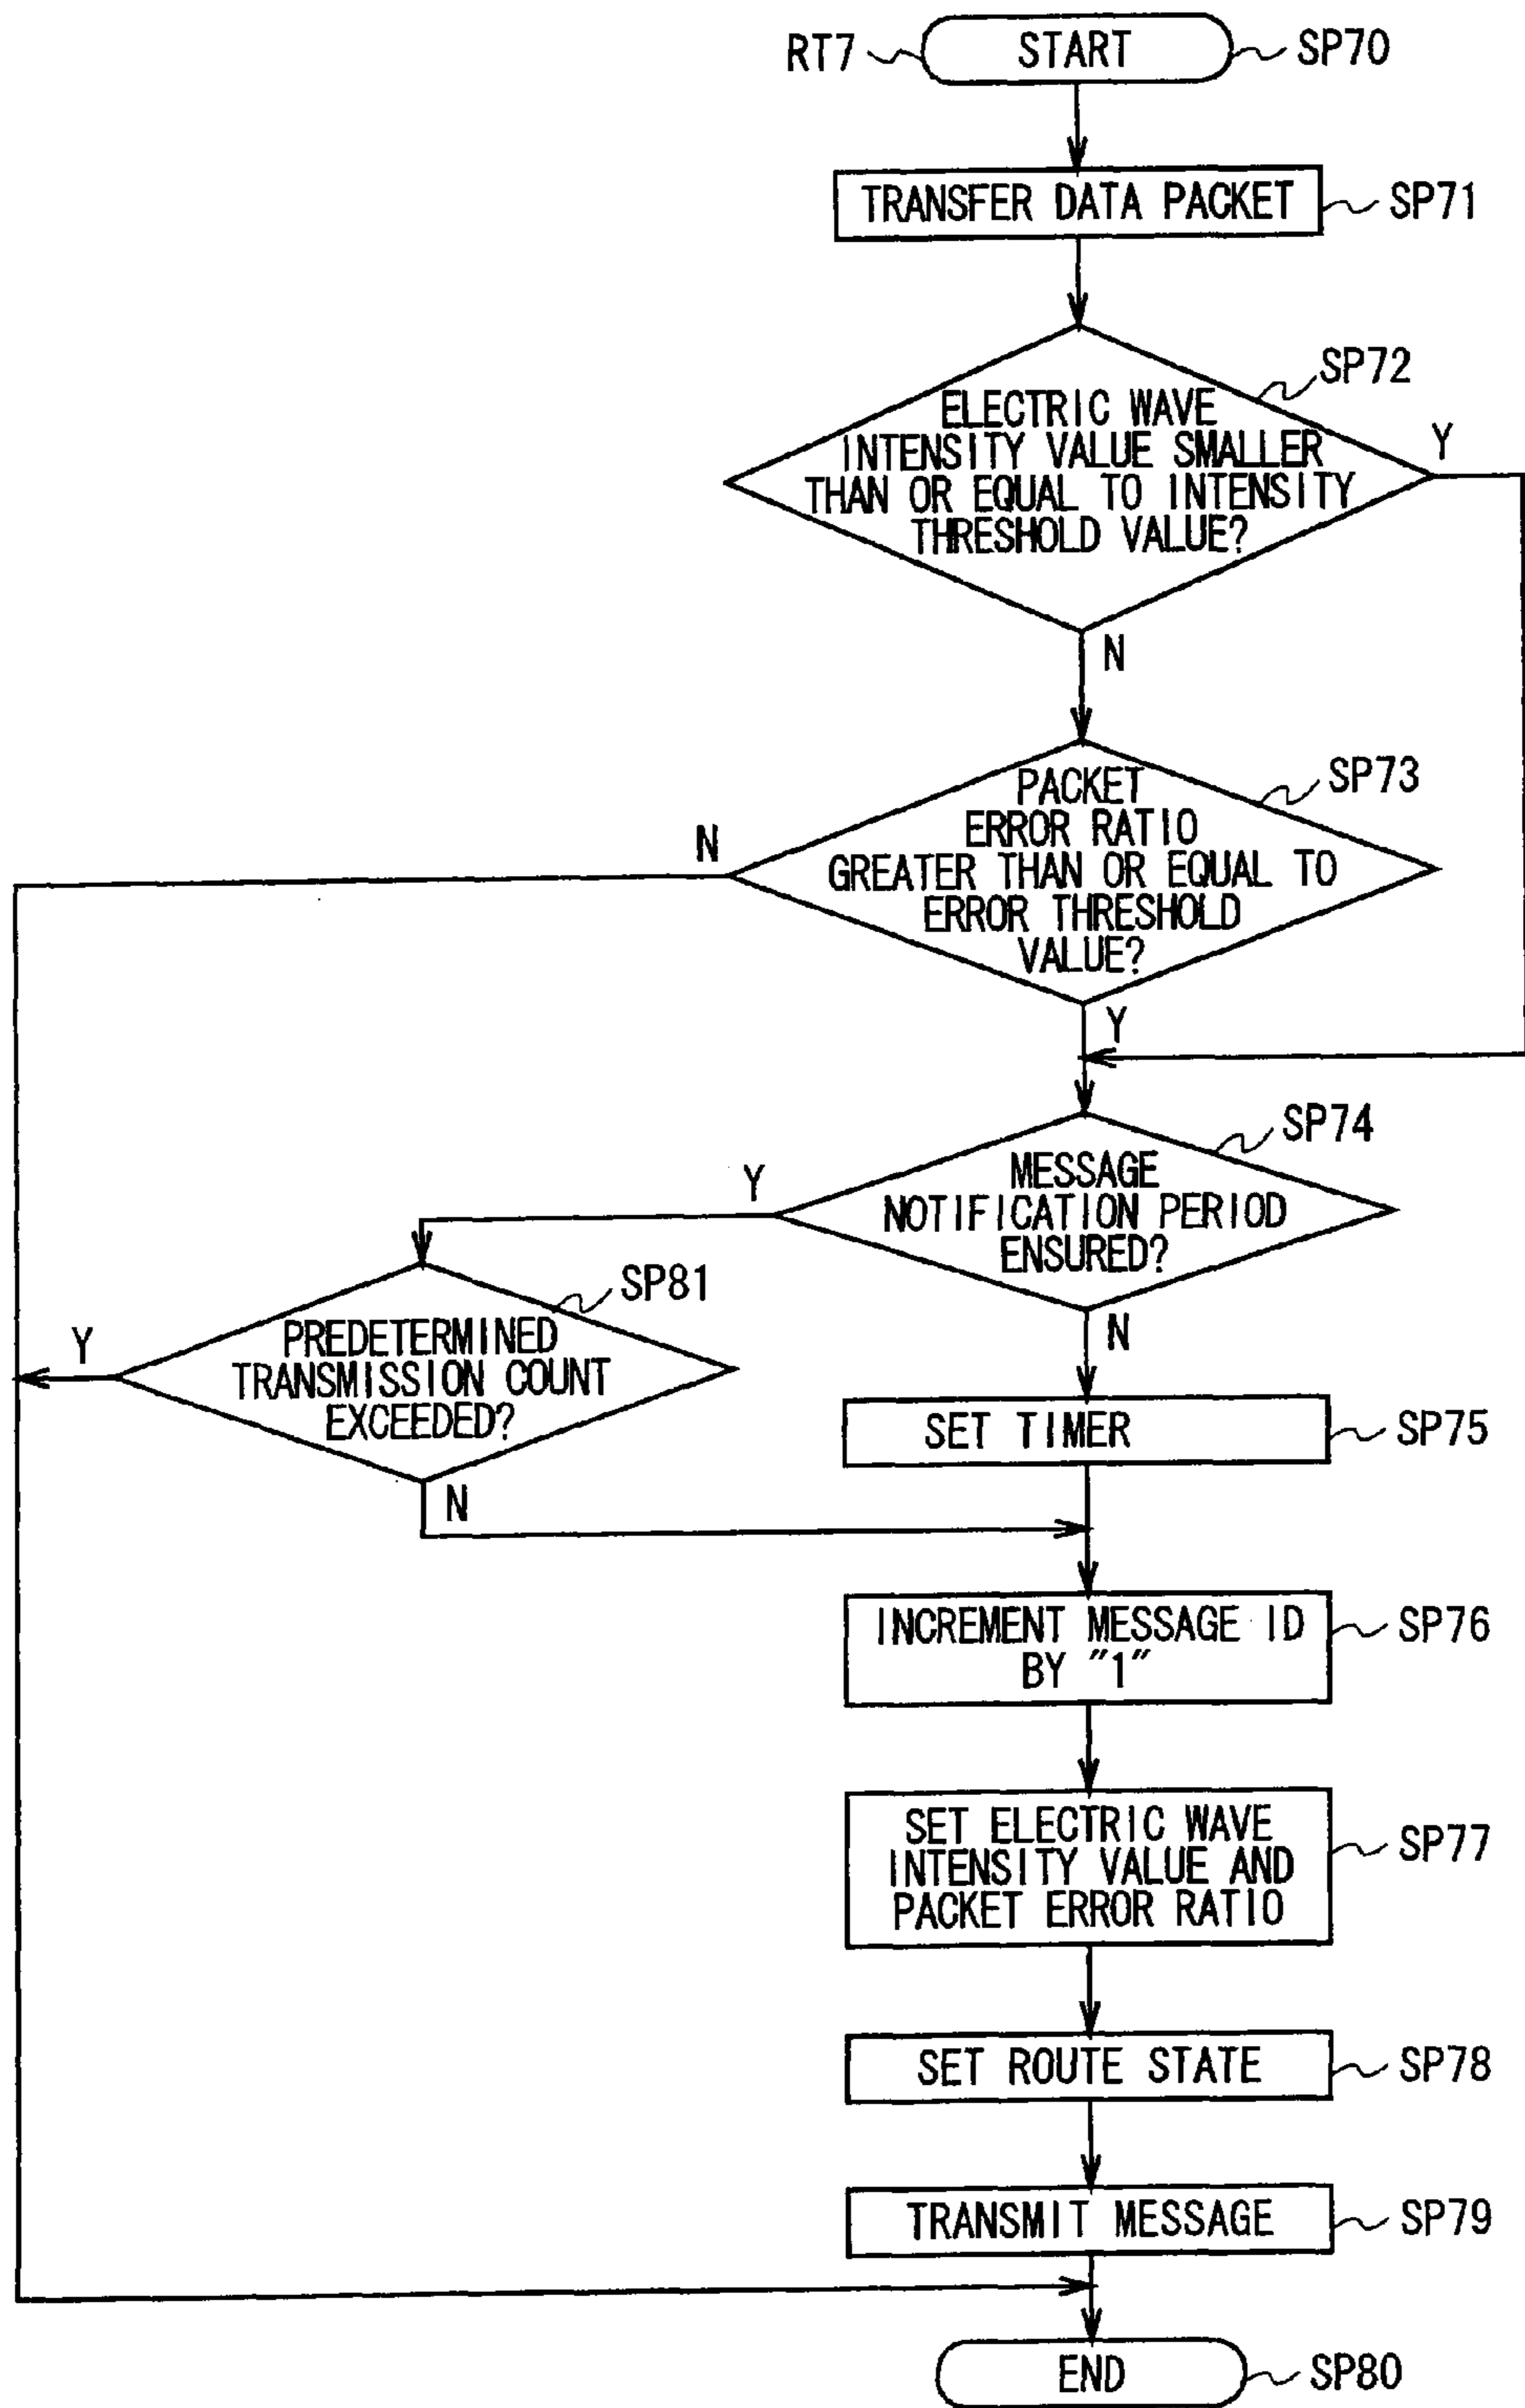 RT7
START
SP70
TRANSFER DATA PACKET
SP71
SP72
ELECTRIC WAVE
INTENSITY VALUE SMALLER
THAN OR EQUAL TO INTENSITY
THRESHOLD VALUE?
Y
N
SP73
PACKET
ERROR RATIO
GREATER THAN OR EQUAL TO
ERROR THRESHOLD
VALUE?
N
Y
SP74
MESSAGE
NOTIFICATION PERIOD
ENSURED?
Y
N
SP81
PREDETERMINED
TRANSMISSION COUNT
EXCEEDED?
Y
N
SET TIMER
SP75
INCREMENT MESSAGE ID
BY "1"
SP76
SET ELECTRIC WAVE
INTENSITY VALUE AND
PACKET ERROR RATIO
SP77
SET ROUTE STATE
SP78
TRANSMIT MESSAGE
SP79
END
SP80